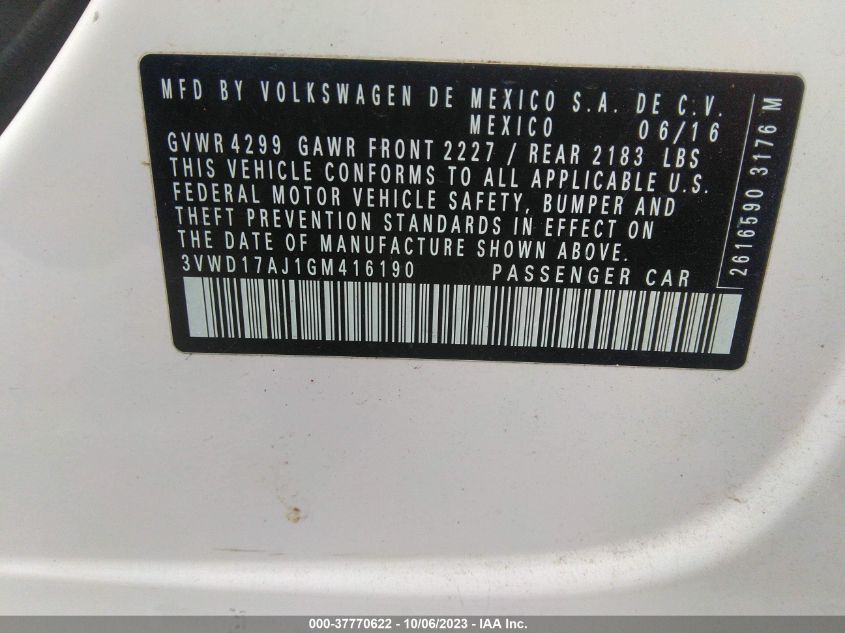 MFD BY VOLKSWAGEN DE MEXICO S.A. DE C.V.
MEXICO 06/16
GVWR 4299 GAWR FRONT 2227 / REAR 2183 LBS
THIS VEHICLE CONFORMS TO ALL APPLICABLE U.S.
FEDERAL MOTOR VEHICLE SAFETY, BUMPER AND
THEFT PREVENTION STANDARDS IN EFFECT ON
THE DATE OF MANUFACTURE SHOWN ABOVE.
3VWD17AJ1GM416190 PASSENGER CAR
2616590 3176 M
000-37770622 - 10/06/2023 - IAA Inc.